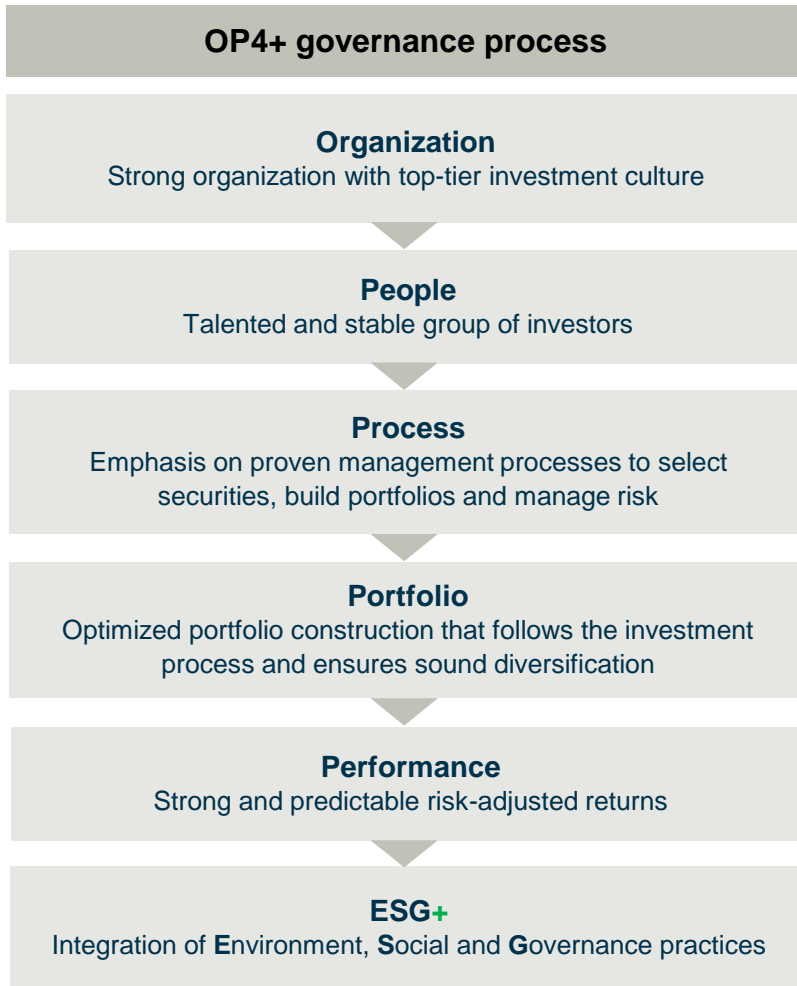 OP4+ governance process
Organization
Strong organization with top-tier investment culture
People
Talented and stable group of investors
Process
Emphasis on proven management processes to select
securities, build portfolios and manage risk
Portfolio
Optimized portfolio construction that follows the investment
process and ensures sound diversification
Performance
Strong and predictable risk-adjusted returns
ESG+
Integration of Environment, Social and Governance practices